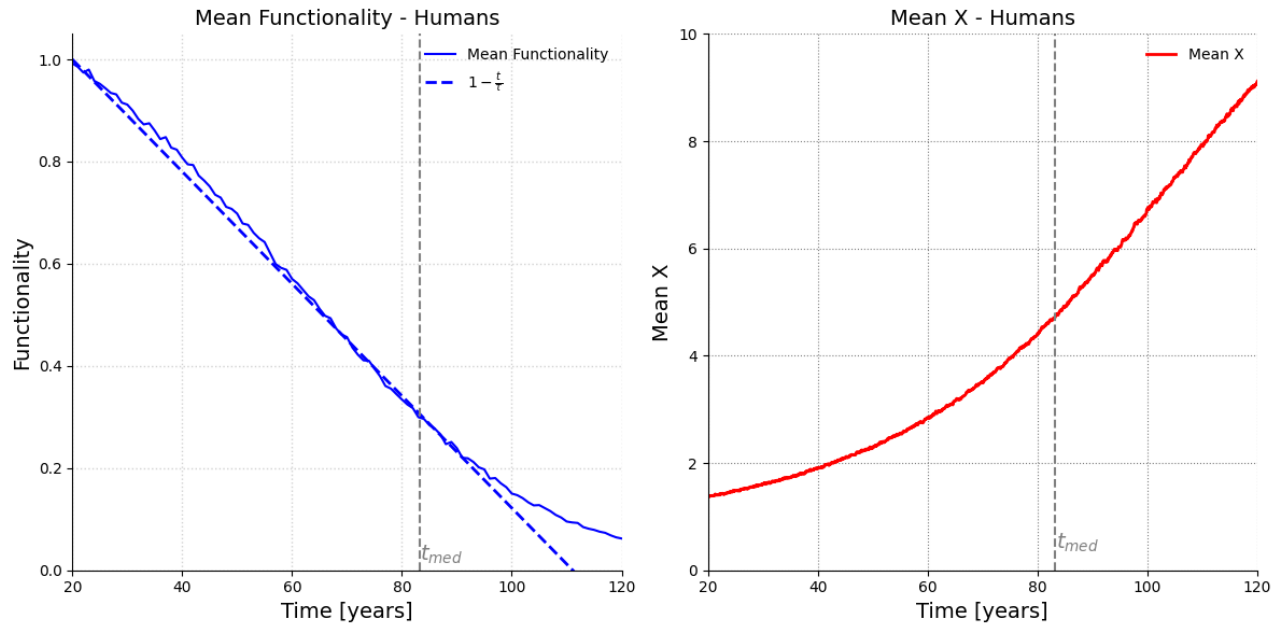 Mean Functionality - Humans
Functionality
1.0
0.8
0.6
0.4
0.2
0.0
Mean Functionality
1 − t/τ
t_med
20 40 60 80 100 120
Time [years]
Mean X - Humans
Mean X
10
8
6
4
2
0
Mean X
t_med
20 40 60 80 100 120
Time [years]